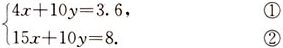 4x+10y=3. 6, ①
15x+10y=8. ②